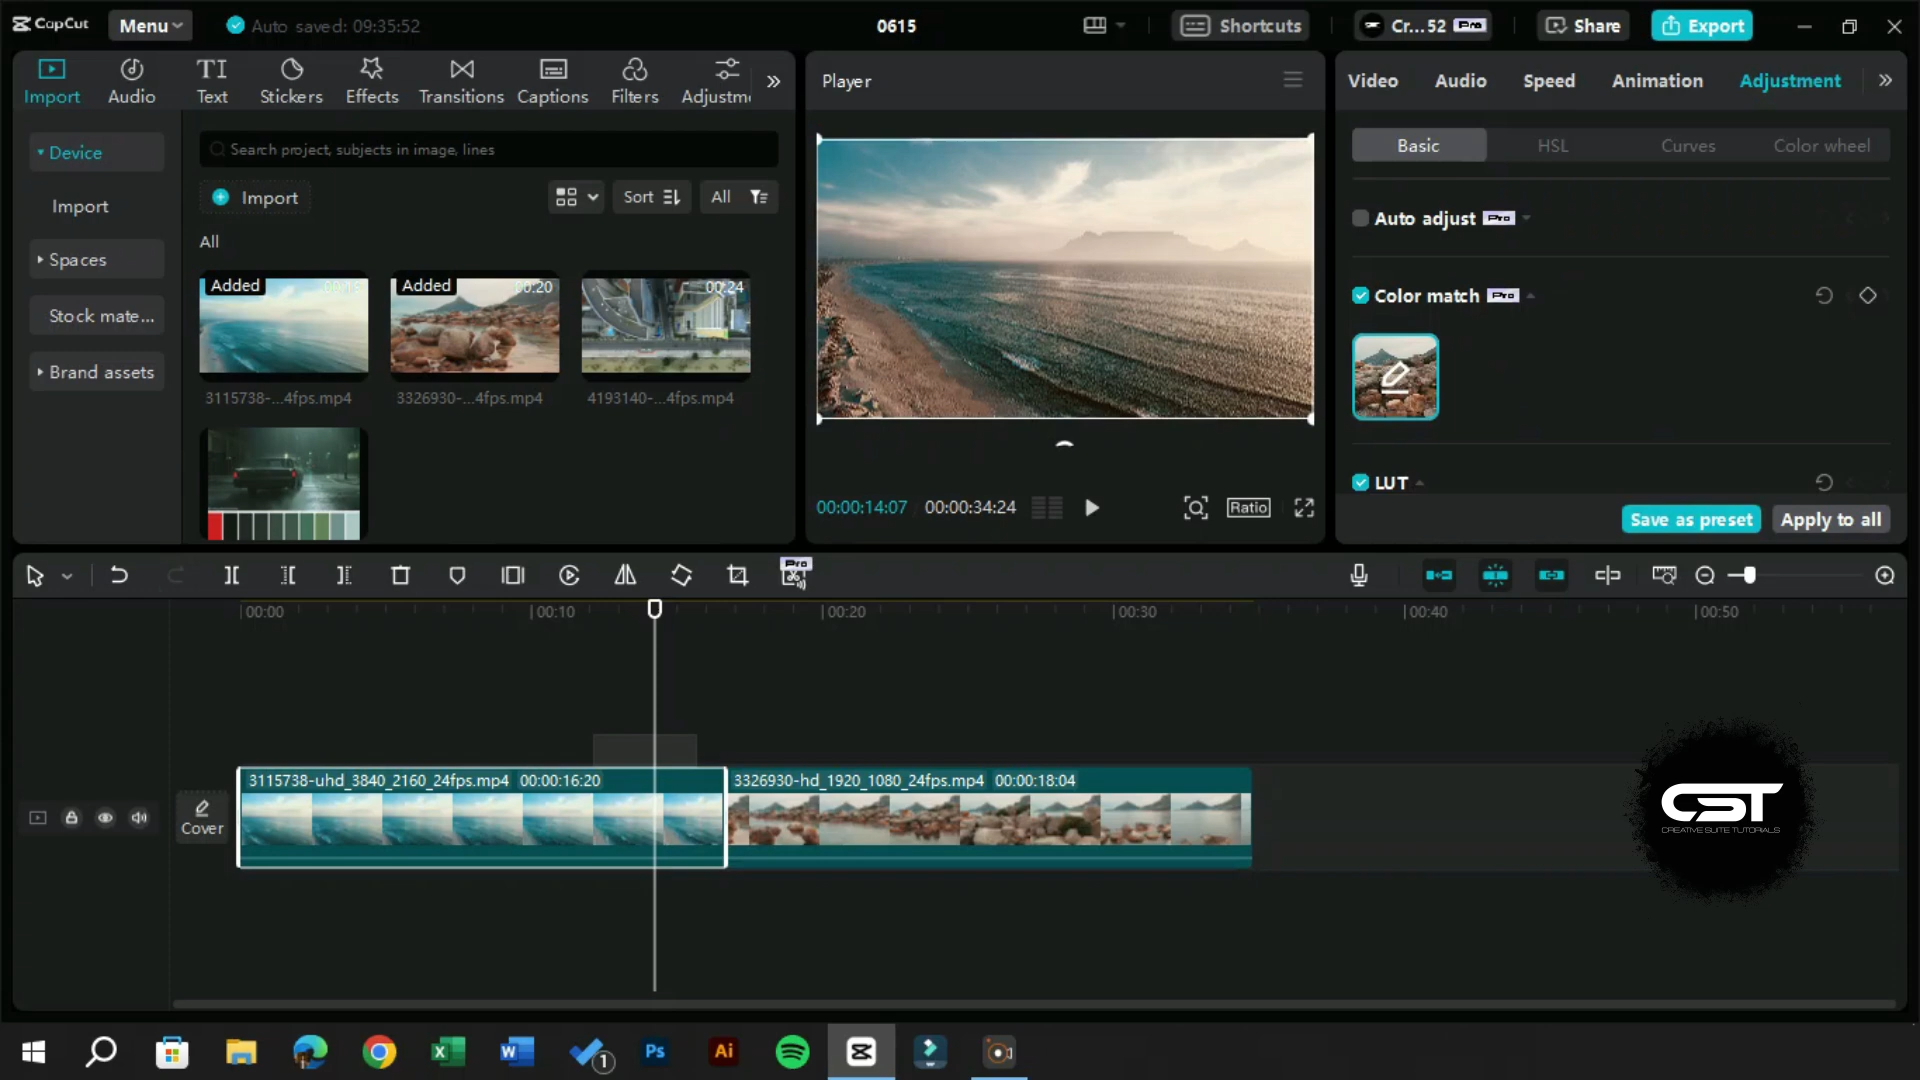 CapCut
Menu
Auto saved: 09:35:52
0615
Shortcuts
Cr...52 Pro
Share
Export
Import
Audio
Text
Stickers
Effects
Transitions
Captions
Filters
Adjustm
Device
Import
Spaces
Stock mate...
Brand assets
Search project, subjects in image, lines
Import
Sort
All
All
Added
Added
00:20
00:24
3115738-...4fps.mp4
3326930-...4fps.mp4
4193140-...4fps.mp4
Player
00:00:14:07
00:00:34:24
Ratio
Video
Audio
Speed
Animation
Adjustment
Basic
HSL
Curves
Color wheel
Auto adjust Pro
Color match Pro
LUT
Save as preset
Apply to all
Pro
00:00
00:10
00:20
00:30
00:40
00:50
Cover
3115738-uhd_3840_2160_24fps.mp4 00:00:16:20
3326930-hd_1920_1080_24fps.mp4 00:00:18:04
CST
CREATIVE SUITE TUTORIALS
X
W
1
Ps
Ai